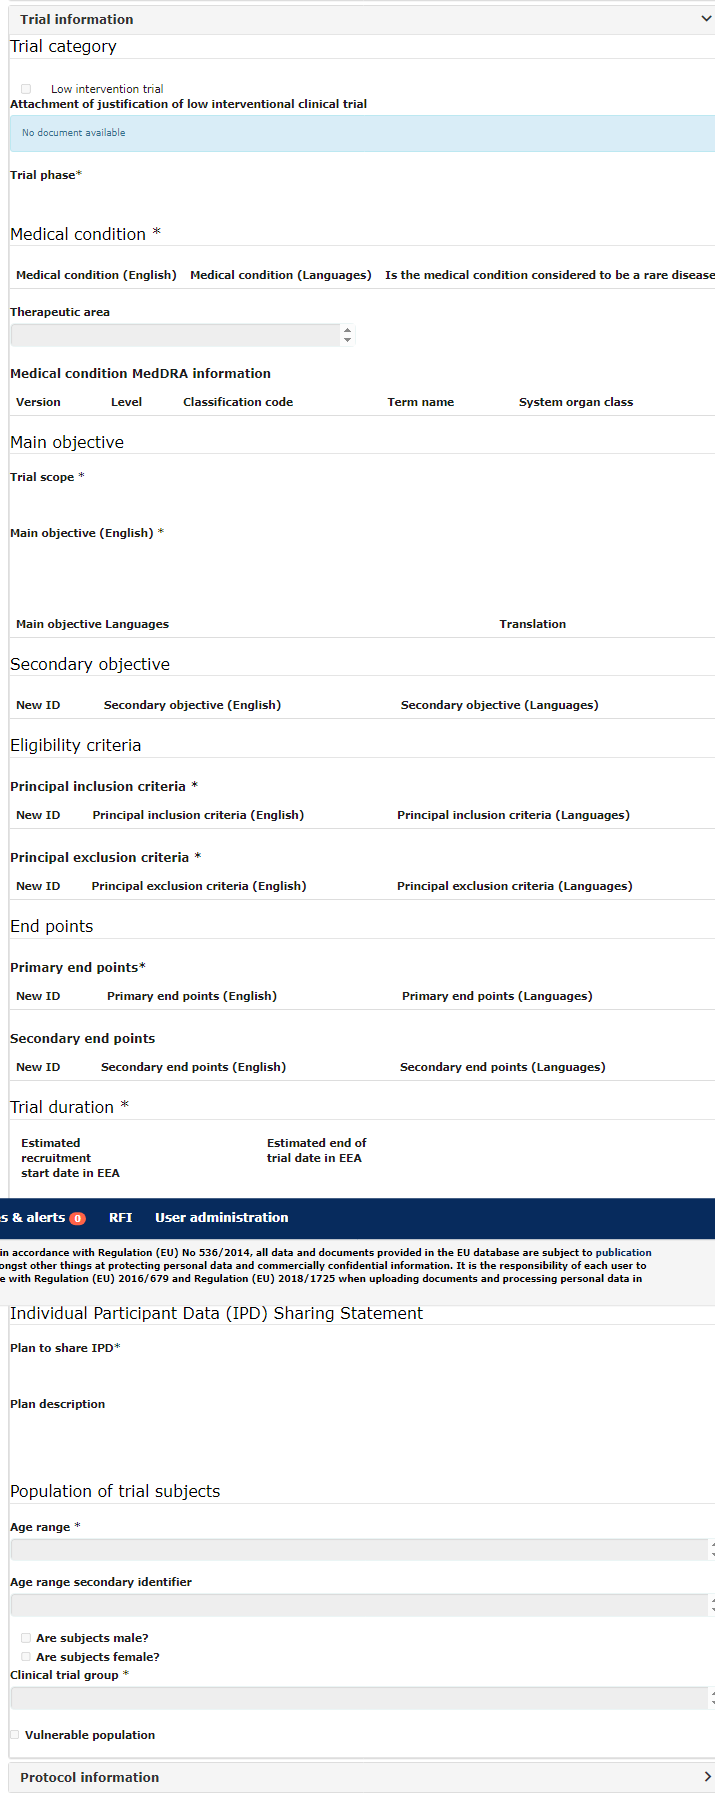 Trial information
Trial category
Low intervention trial
Attachment of justification of low interventional clinical trial
No document available
Trial phase*
Medical condition *
Medical condition (English) Medical condition (Languages) Is the medical condition considered to be a rare disease
Therapeutic area
Medical condition MedDRA information
Version Level Classification code Term name System organ class
Main objective
Trial scope *
Main objective (English) *
Main objective Languages Translation
Secondary objective
New ID Secondary objective (English) Secondary objective (Languages)
Eligibility criteria
Principal inclusion criteria *
New ID Principal inclusion criteria (English) Principal inclusion criteria (Languages)
Principal exclusion criteria *
New ID Principal exclusion criteria (English) Principal exclusion criteria (Languages)
End points
Primary end points*
New ID Primary end points (English) Primary end points (Languages)
Secondary end points
New ID Secondary end points (English) Secondary end points (Languages)
Trial duration *
Estimated recruitment start date in EEA
Estimated end of trial date in EEA
es & alerts 0 RFI User administration
in accordance with Regulation (EU) No 536/2014, all data and documents provided in the EU database are subject to publication
ongst other things at protecting personal data and commercially confidential information. It is the responsibility of each user to
e with Regulation (EU) 2016/679 and Regulation (EU) 2018/1725 when uploading documents and processing personal data in
Individual Participant Data (IPD) Sharing Statement
Plan to share IPD*
Plan description
Population of trial subjects
Age range *
Age range secondary identifier
Are subjects male?
Are subjects female?
Clinical trial group *
Vulnerable population
Protocol information